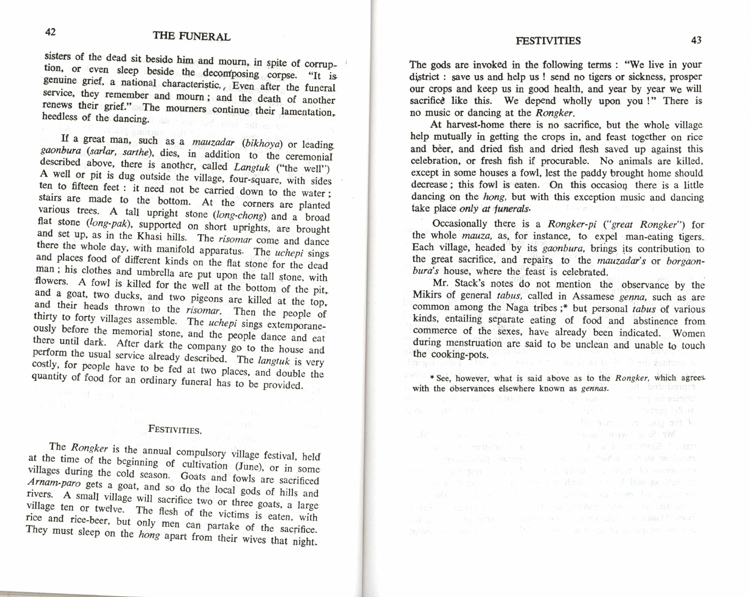 42
THE FUNERAL
sisters of the dead sit beside him and mourn, in spite of corrup-
tion, or even sleep beside the decomposing corpse. "It is
genuine grief, a national characteristic. Even after the funeral
service, they remember and mourn ; and the death of another
renews their grief." The mourners continue their lamentation,
heedless of the dancing.
If a great man, such as a mauzadar (bikhoya) or leading
gaonbura (sarlar, sarthe), dies, in addition to the ceremonial
described above, there is another, called Langtuk ("the well")
A well or pit is dug outside the village, four-square, with sides
ten to fifteen feet : it need not be carried down to the water ;
stairs are made to the bottom. At the corners are planted
various trees. A tall upright stone (long-chong) and a broad
flat stone (long-pak), supported on short uprights, are brought
and set up, as in the Khasi hills. The risomar come and dance
there the whole day, with manifold apparatus. The uchepi sings
and places food of different kinds on the flat stone for the dead
man ; his clothes and umbrella are put upon the tall stone, with
flowers. A fowl is killed for the well at the bottom of the pit,
and a goat, two ducks, and two pigeons are killed at the top,
and their heads thrown to the risomar. Then the people of
thirty to forty villages assemble. The uchepi sings extemporane-
ously before the memorial stone, and the people dance and eat
there until dark. After dark the company go to the house and
perform the usual service already described. The langtuk is very
costly, for people have to be fed at two places, and double the
quantity of food for an ordinary funeral has to be provided.
FESTIVITIES.
The Rongker is the annual compulsory village festival, held
at the time of the beginning of cultivation (June), or in some
villages during the cold season. Goats and fowls are sacrificed
Arnam-paro gets a goat, and so do the local gods of hills and
rivers. A small village will sacrifice two or three goats, a large
village ten or twelve. The flesh of the victims is eaten, with
rice and rice-beer, but only men can partake of the sacrifice.
They must sleep on the hong apart from their wives that night.
FESTIVITIES
43
The gods are invoked in the following terms : "We live in your
district : save us and help us ! send no tigers or sickness, prosper
our crops and keep us in good health, and year by year we will
sacrifice like this. We depend wholly upon you !" There is
no music or dancing at the Rongker.
At harvest-home there is no sacrifice, but the whole village
help mutually in getting the crops in, and feast together on rice
and beer, and dried fish and dried flesh saved up against this
celebration, or fresh fish if procurable. No animals are killed,
except in some houses a fowl, lest the paddy brought home should
decrease ; this fowl is eaten. On this occasion there is a little
dancing on the hong, but with this exception music and dancing
take place only at funerals.
Occasionally there is a Rongker-pi ("great Rongker") for
the whole mauza, as, for instance, to expel man-eating tigers.
Each village, headed by its gaonbura, brings its contribution to
the great sacrifice, and repairs to the mauzadar's or borgaon-
bura's house, where the feast is celebrated.
Mr. Stack's notes do not mention the observance by the
Mikirs of general tabus, called in Assamese genna, such as are
common among the Naga tribes ;* but personal tabus of various
kinds, entailing separate eating of food and abstinence from
commerce of the sexes, have already been indicated. Women
during menstruation are said to be unclean and unable to touch
the cooking-pots.
* See, however, what is said above as to the Rongker, which agrees
with the observances elsewhere known as gennas.